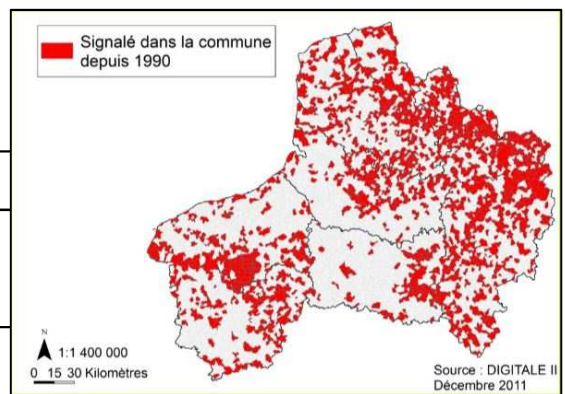 Signalé dans la commune
depuis 1990
N
1:1 400 000
0 15 30 Kilomètres
Source : DIGITALE II
Décembre 2011